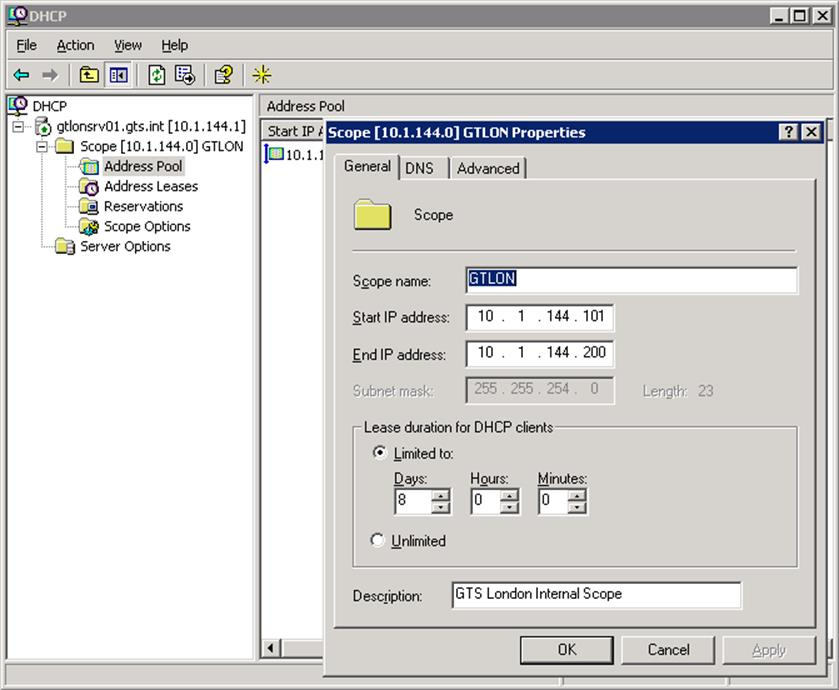 DHCP
File Action View Help
DHCP
gtlonsrv01.gts.int [10.1.144.1]
Scope [10.1.144.0] GTLON
Address Pool
Address Leases
Reservations
Scope Options
Server Options
Address Pool
Start IP A
10.1.1
Scope [10.1.144.0] GTLON Properties
General DNS Advanced
Scope
Scope name: GTLON
Start IP address: 10 . 1 . 144 . 101
End IP address: 10 . 1 . 144 . 200
Subnet mask: 255 . 255 . 254 . 0 Length: 23
Lease duration for DHCP clients
Limited to:
Days: Hours: Minutes:
8 0 0
Unlimited
Description: GTS London Internal Scope
OK Cancel Apply